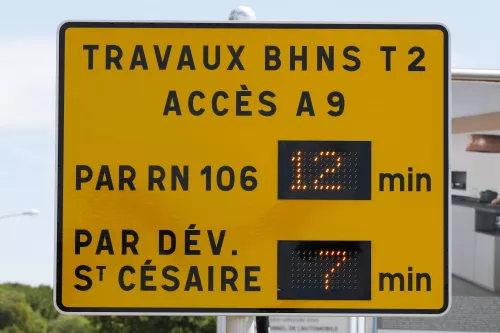 TRAVAUX BHNS T2
ACCÈS A9
PAR RN 106 12 min
PAR DÉV.
ST CÉSAIRE 7 min